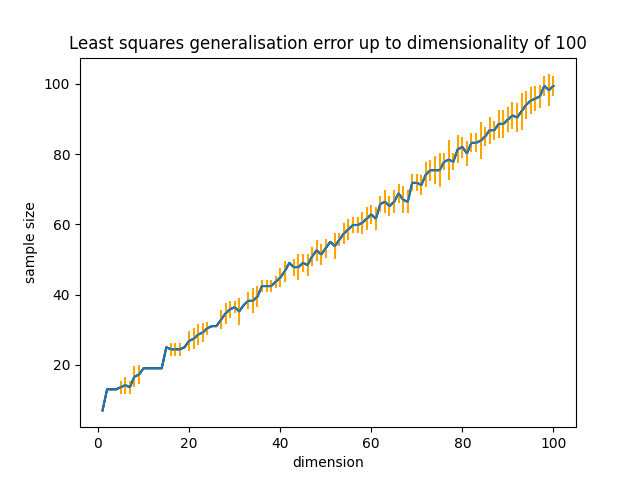 Least squares generalisation error up to dimensionality of 100
sample size
100
80
60
40
20
0 20 40 60 80 100
dimension